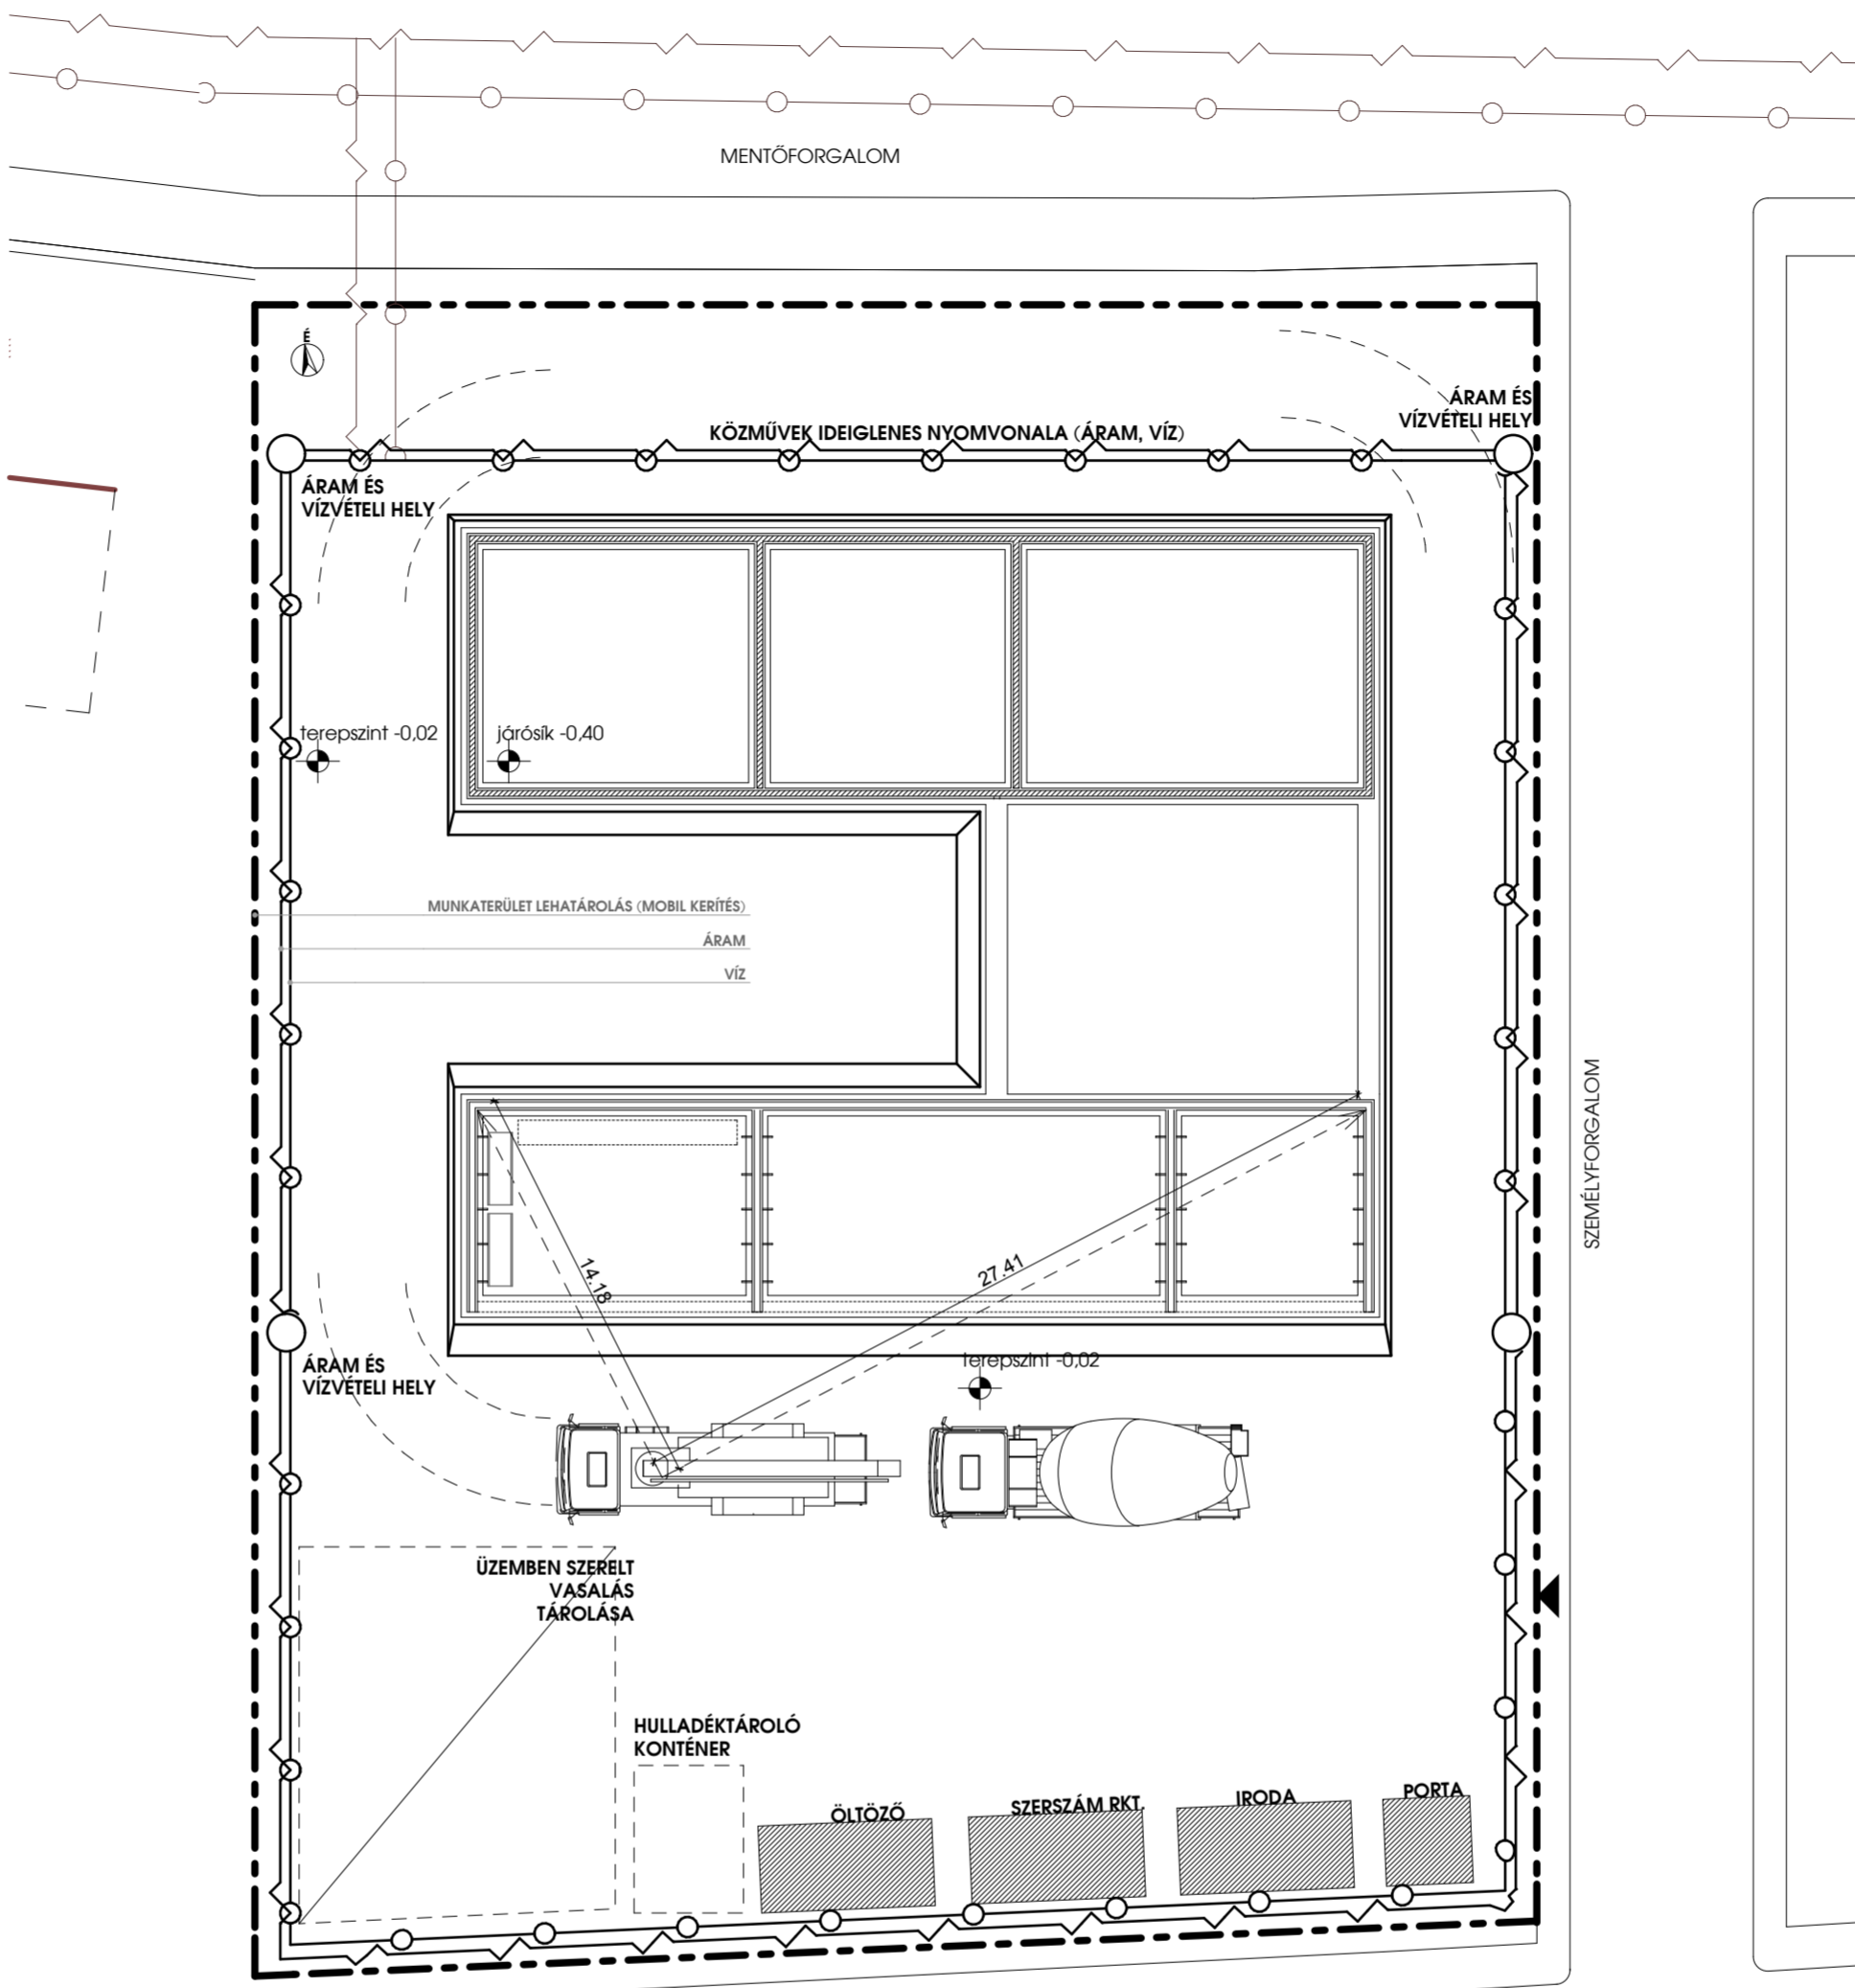 MENTŐFORGALOM
É
ÁRAM ÉS
VÍZVÉTELI HELY
KÖZMŰVEK IDEIGLENES NYOMVONALA (ÁRAM, VÍZ)
ÁRAM ÉS
VÍZVÉTELI HELY
terepszint -0,02
járósík -0,40
MUNKATERÜLET LEHATÁROLÁS (MOBIL KERÍTÉS)
ÁRAM
VÍZ
SZEMÉLYFORGALOM
14.18
27.41
terepszint -0,02
ÁRAM ÉS
VÍZVÉTELI HELY
ÜZEMBEN SZERELT
VASALÁS
TÁROLÁSA
HULLADÉKTÁROLÓ
KONTÉNER
ÖLTÖZŐ
SZERSZÁM RKT.
IRODA
PORTA